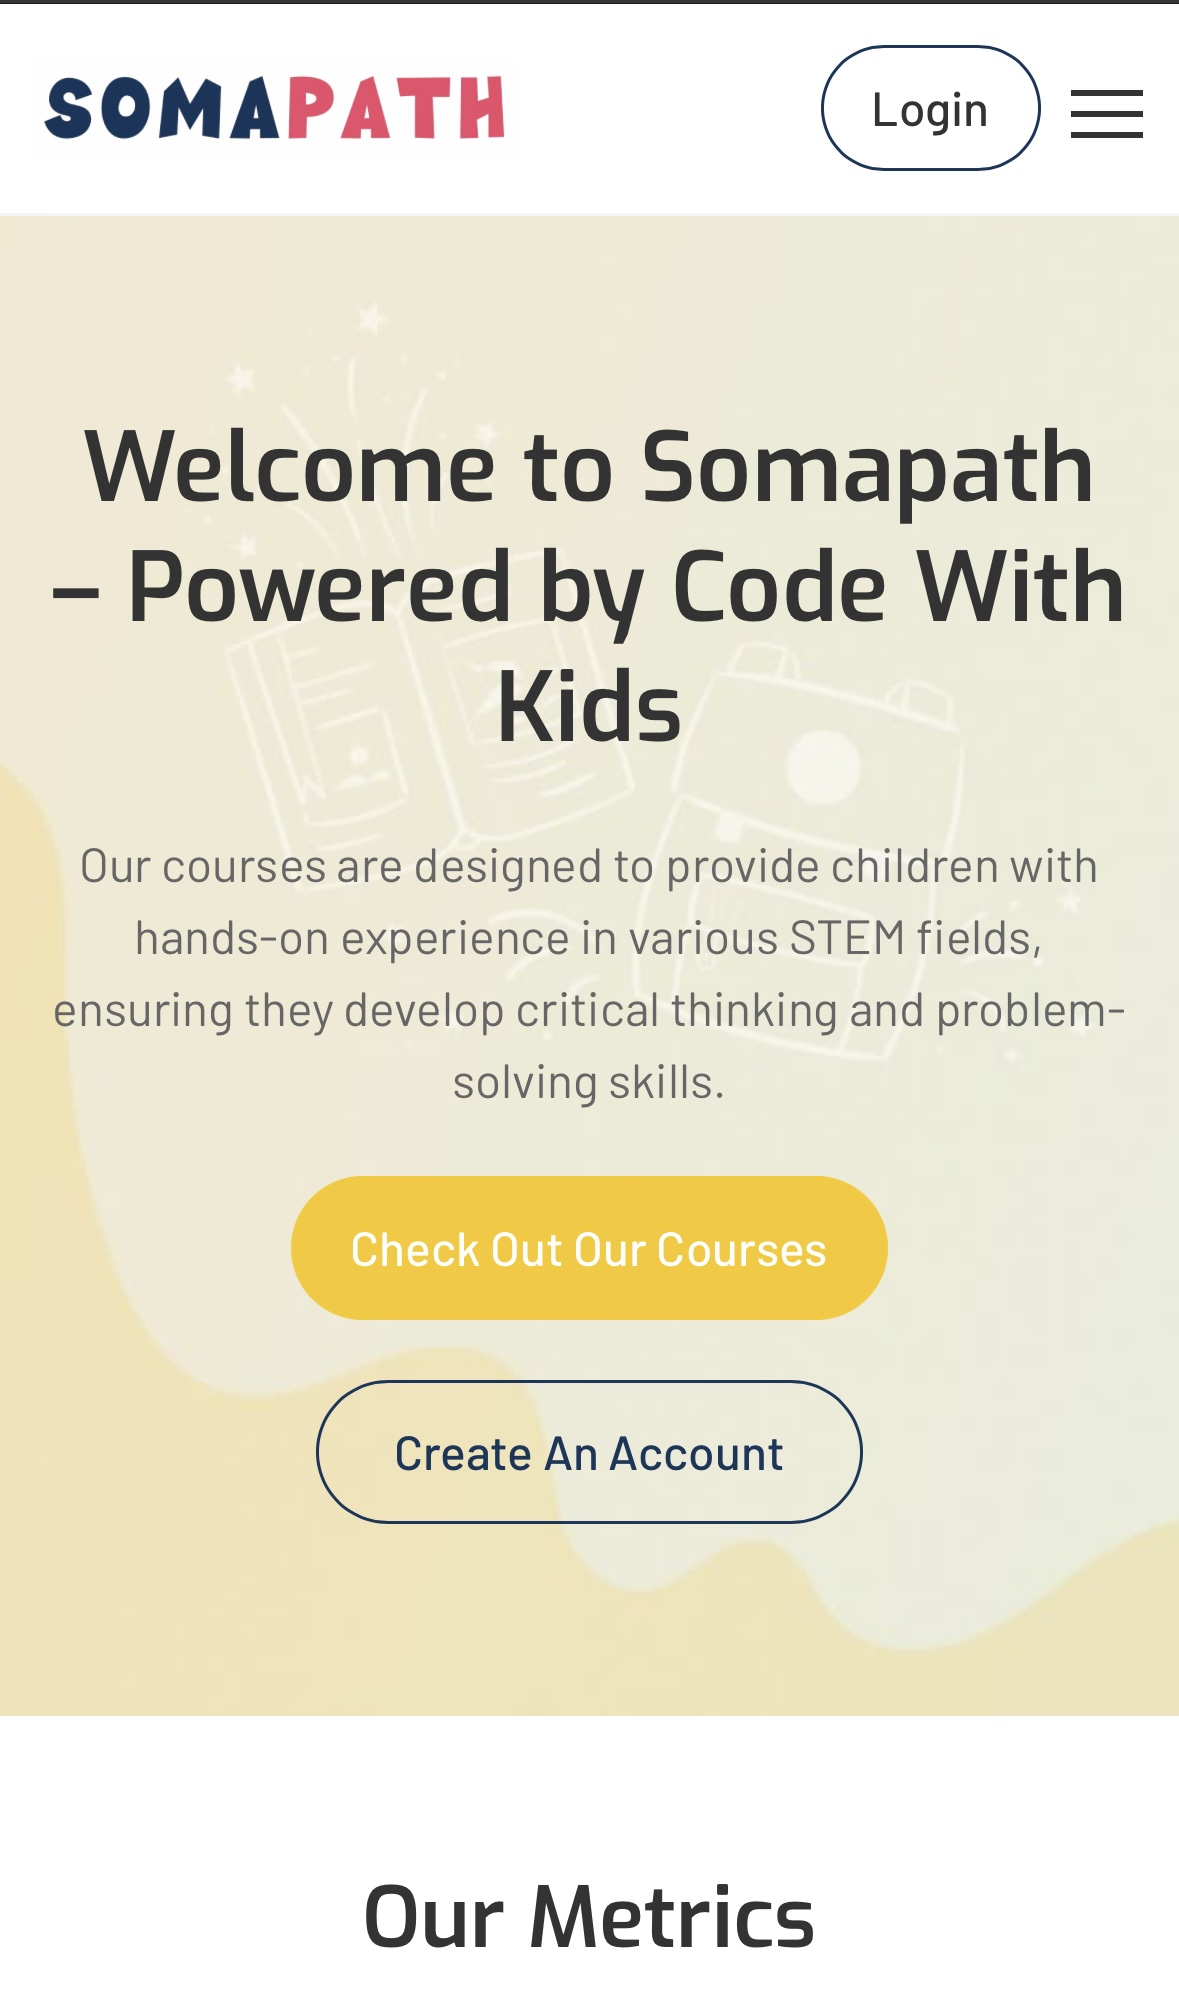 SOMAPATH
Login
Welcome to Somapath
– Powered by Code With
Kids
Our courses are designed to provide children with
hands-on experience in various STEM fields,
ensuring they develop critical thinking and problem-
solving skills.
Check Out Our Courses
Create An Account
Our Metrics